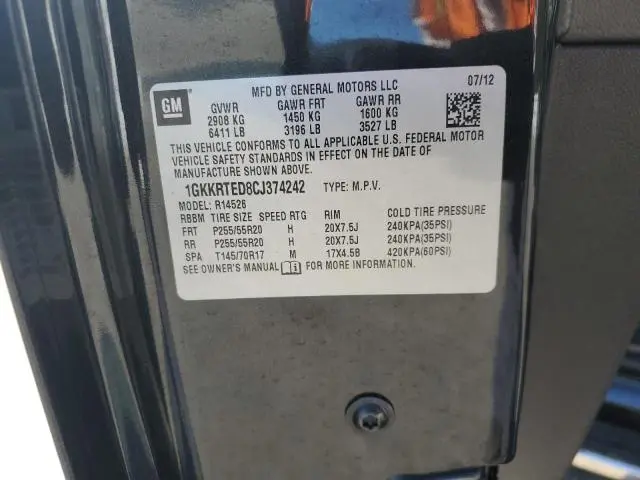 MFD BY GENERAL MOTORS LLC 07/12
GM
GVWR GAWR FRT GAWR RR
2908 KG 1450 KG 1600 KG
6411 LB 3196 LB 3527 LB
THIS VEHICLE CONFORMS TO ALL APPLICABLE U.S. FEDERAL MOTOR
VEHICLE SAFETY STANDARDS IN EFFECT ON THE DATE OF
MANUFACTURE SHOWN ABOVE.
1GKKRTED8CJ374242 TYPE: M.P.V.
MODEL: R14526
RBBM TIRE SIZE SPEED RTG RIM COLD TIRE PRESSURE
FRT P255/55R20 H 20X7.5J 240KPA(35PSI)
RR P255/55R20 H 20X7.5J 240KPA(35PSI)
SPA T145/70R17 M 17X4.5B 420KPA(60PSI)
SEE OWNER'S MANUAL FOR MORE INFORMATION.